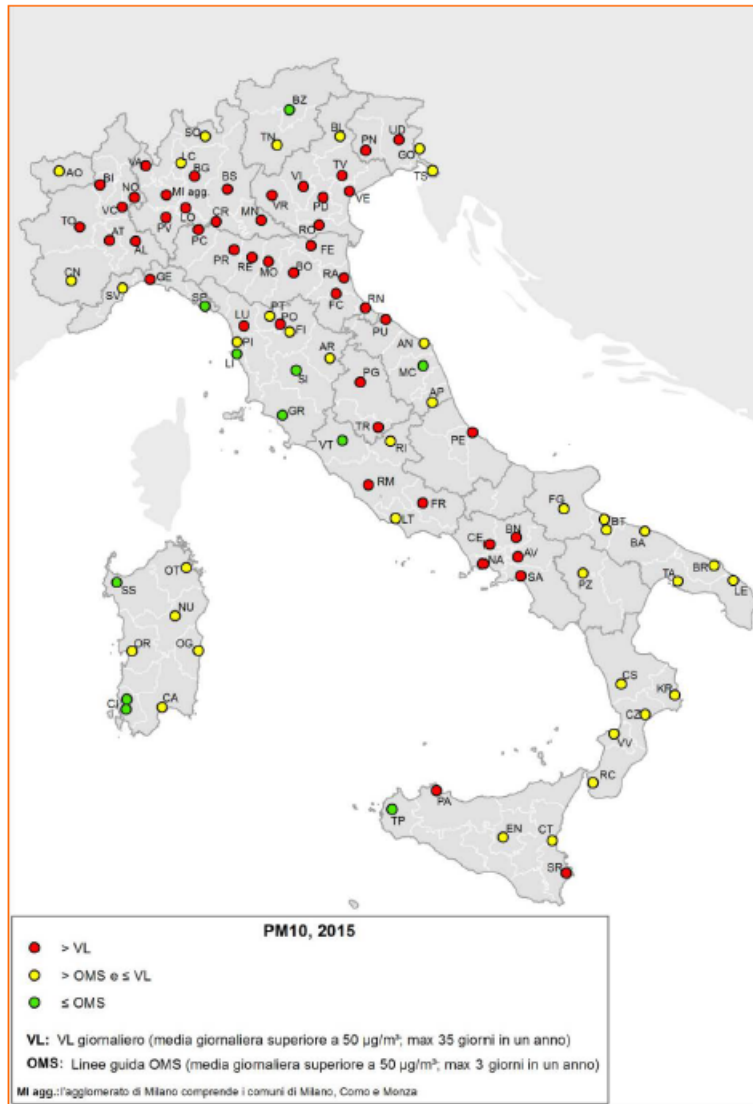 BZ
SO
TN
BL
UD
PN
GO
LC
VA
AO
BI
BG
TV
TS
BS
VI
NO
MI agg.
VE
VR
PD
VC
LO
CR
MN
TO
PV
RO
AT
PC
AL
FE
PR
RE
MO
BO
CN
GE
RA
SV
FC
SP
RN
PT
LU
PO
PU
FI
PI
AN
AR
LI
MC
SI
PG
AP
GR
TR
VT
RI
PE
RM
FR
FG
LT
BT
BN
BA
CE
AV
OT
NA
BR
PZ
TA
SA
SS
LE
NU
OR
OG
CS
KR
CI
CA
CZ
VV
RC
PA
TP
EN
CT
SR
PM10, 2015
> VL
> OMS e ≤ VL
≤ OMS
VL: VL giornaliero (media giornaliera superiore a 50 µg/m³; max 35 giorni in un anno)
OMS: Linee guida OMS (media giornaliera superiore a 50 µg/m³; max 3 giorni in un anno)
MI agg.:l'agglomerato di Milano comprende i comuni di Milano, Como e Monza